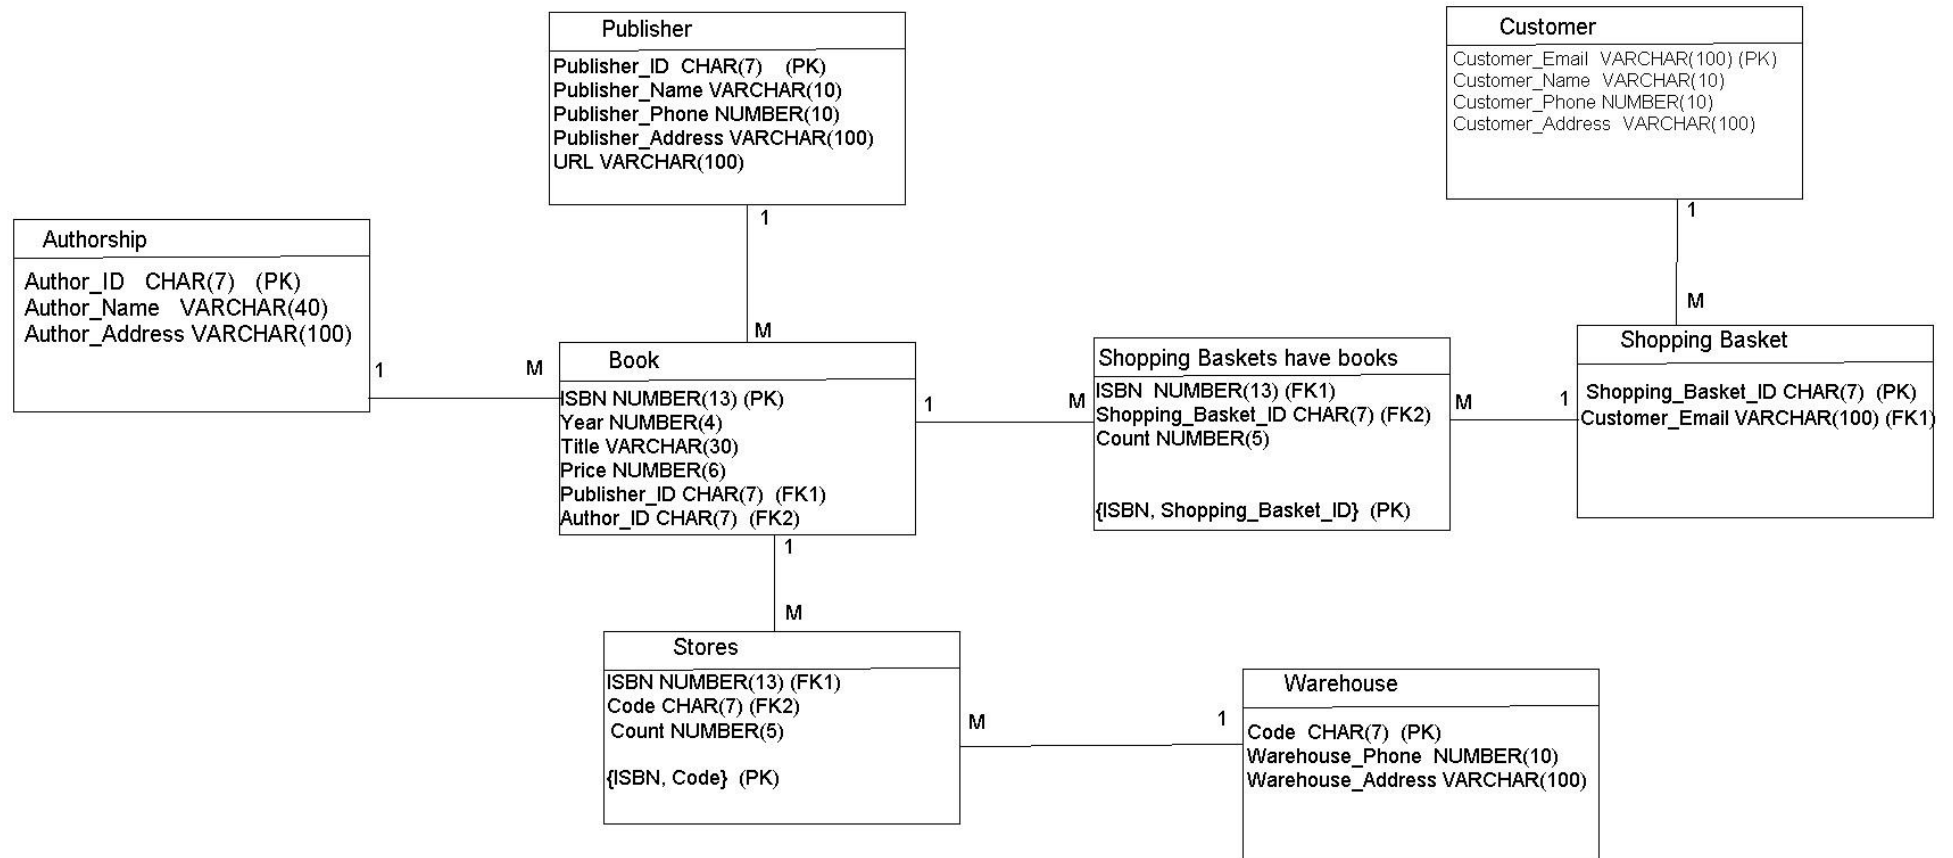 Publisher
Publisher_ID CHAR(7) (PK)
Publisher_Name VARCHAR(10)
Publisher_Phone NUMBER(10)
Publisher_Address VARCHAR(100)
URL VARCHAR(100)
1
M
Customer
Customer_Email VARCHAR(100) (PK)
Customer_Name VARCHAR(10)
Customer_Phone NUMBER(10)
Customer_Address VARCHAR(100)
1
M
Authorship
Author_ID CHAR(7) (PK)
Author_Name VARCHAR(40)
Author_Address VARCHAR(100)
1
M
Book
ISBN NUMBER(13) (PK)
Year NUMBER(4)
Title VARCHAR(30)
Price NUMBER(6)
Publisher_ID CHAR(7) (FK1)
Author_ID CHAR(7) (FK2)
1
M
Shopping Baskets have books
ISBN NUMBER(13) (FK1)
Shopping_Basket_ID CHAR(7) (FK2)
Count NUMBER(5)
{ISBN, Shopping_Basket_ID} (PK)
M
1
Shopping Basket
Shopping_Basket_ID CHAR(7) (PK)
Customer_Email VARCHAR(100) (FK1)
1
M
Stores
ISBN NUMBER(13) (FK1)
Code CHAR(7) (FK2)
Count NUMBER(5)
{ISBN, Code} (PK)
M
1
Warehouse
Code CHAR(7) (PK)
Warehouse_Phone NUMBER(10)
Warehouse_Address VARCHAR(100)